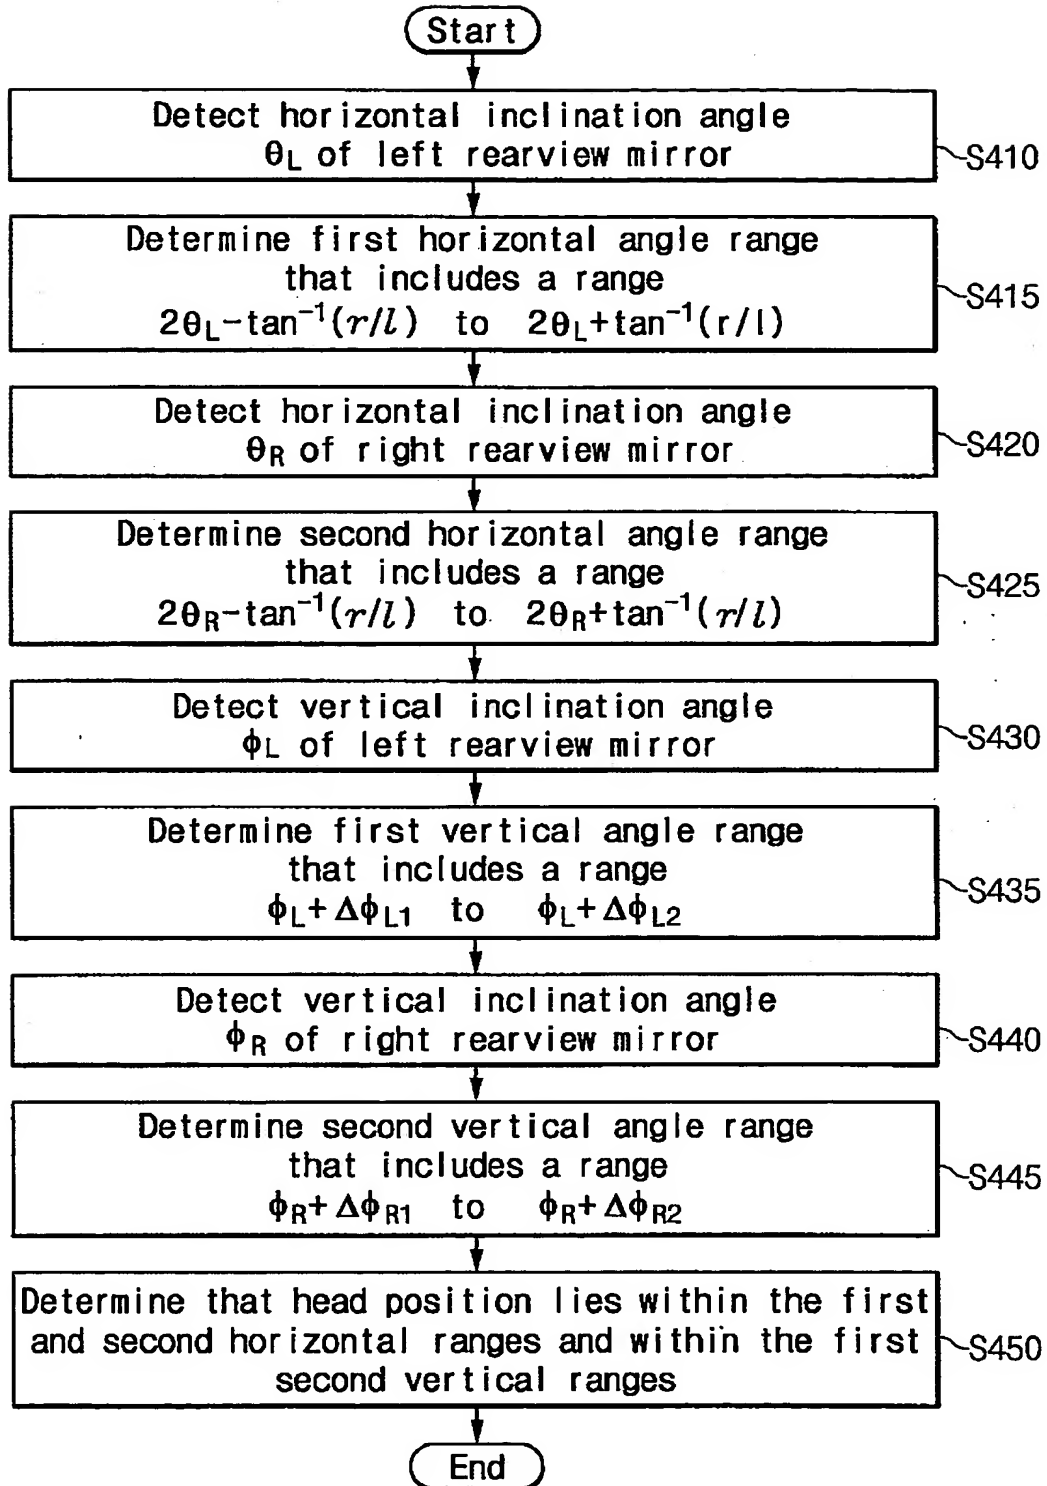 Start
Detect horizontal inclination angle
θL of left rearview mirror
S410
Determine first horizontal angle range
that includes a range
2θL−tan⁻¹(r/l) to 2θL+tan⁻¹(r/l)
S415
Detect horizontal inclination angle
θR of right rearview mirror
S420
Determine second horizontal angle range
that includes a range
2θR−tan⁻¹(r/l) to 2θR+tan⁻¹(r/l)
S425
Detect vertical inclination angle
ϕL of left rearview mirror
S430
Determine first vertical angle range
that includes a range
ϕL+ΔϕL1 to ϕL+ΔϕL2
S435
Detect vertical inclination angle
ϕR of right rearview mirror
S440
Determine second vertical angle range
that includes a range
ϕR+ΔϕR1 to ϕR+ΔϕR2
S445
Determine that head position lies within the first
and second horizontal ranges and within the first
second vertical ranges
S450
End